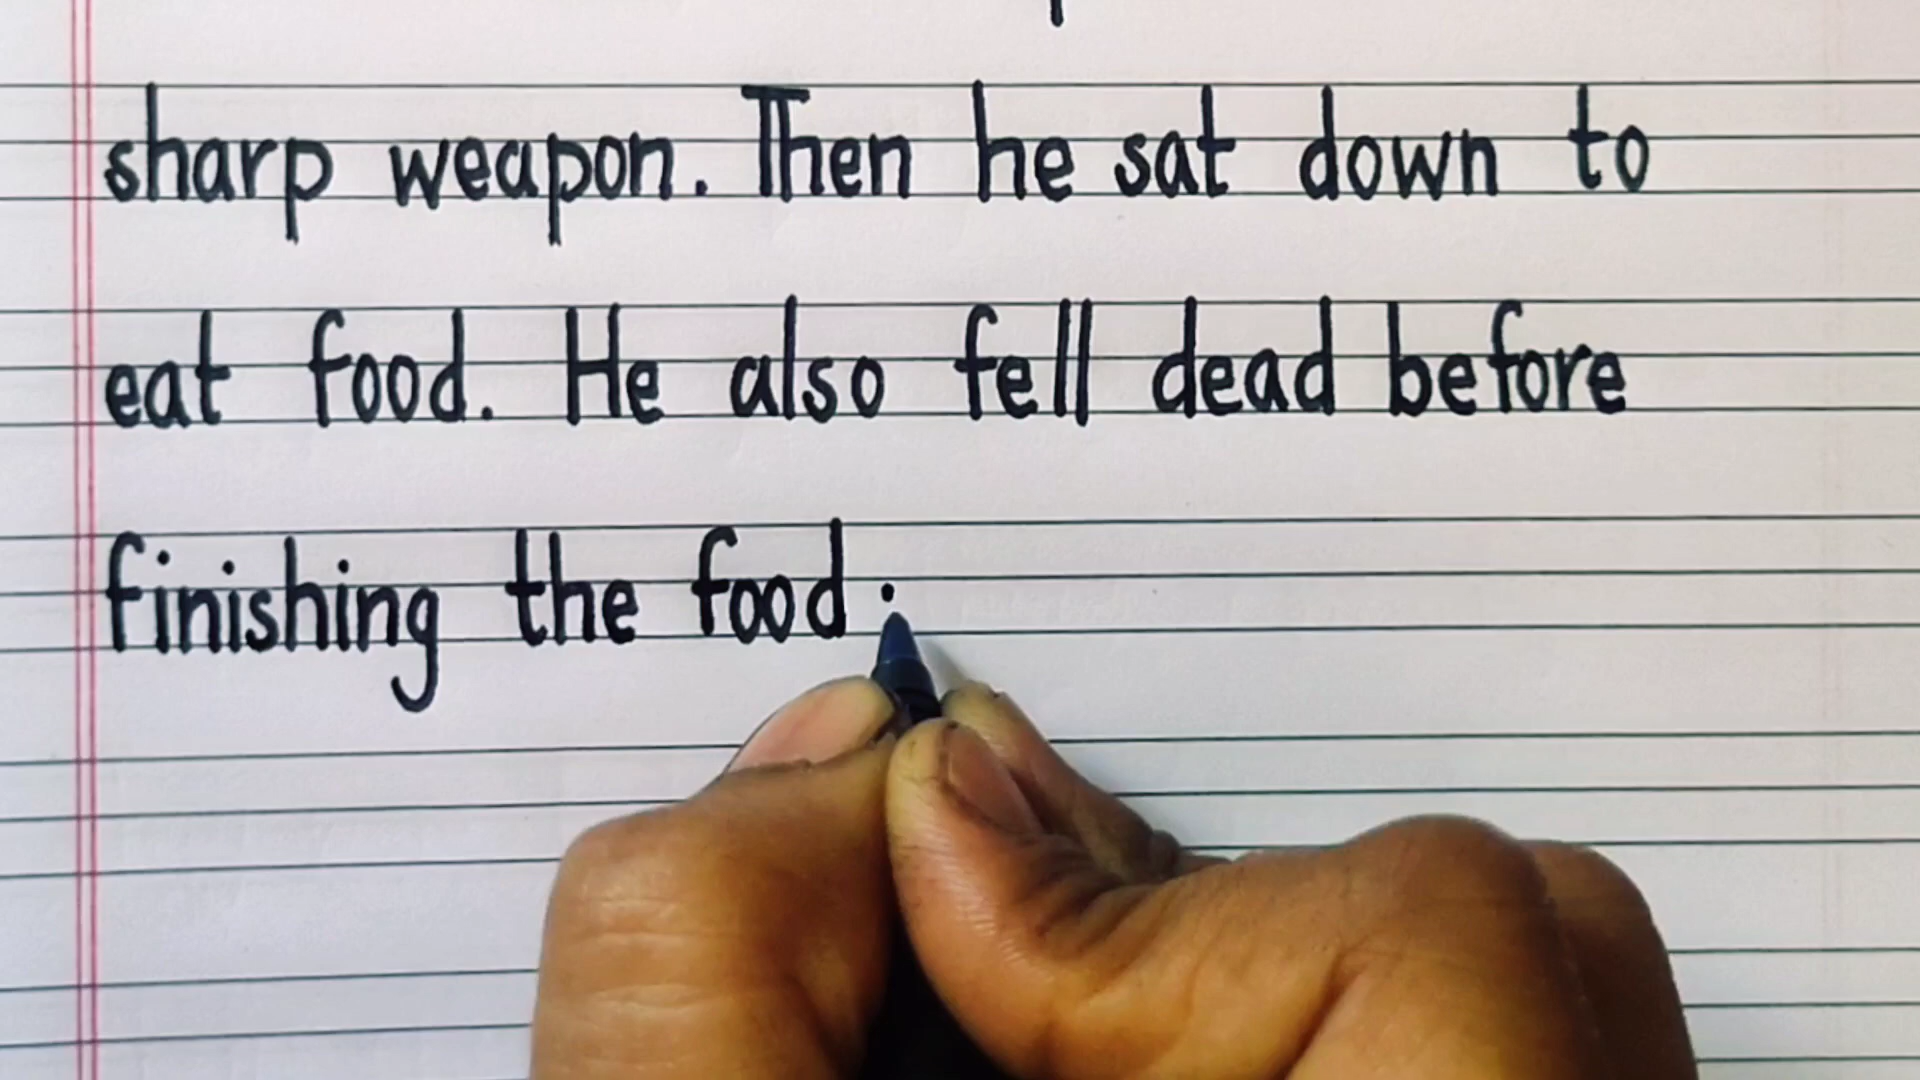 sharp weapon. Then he sat down to
eat food. He also fell dead before
finishing the food.